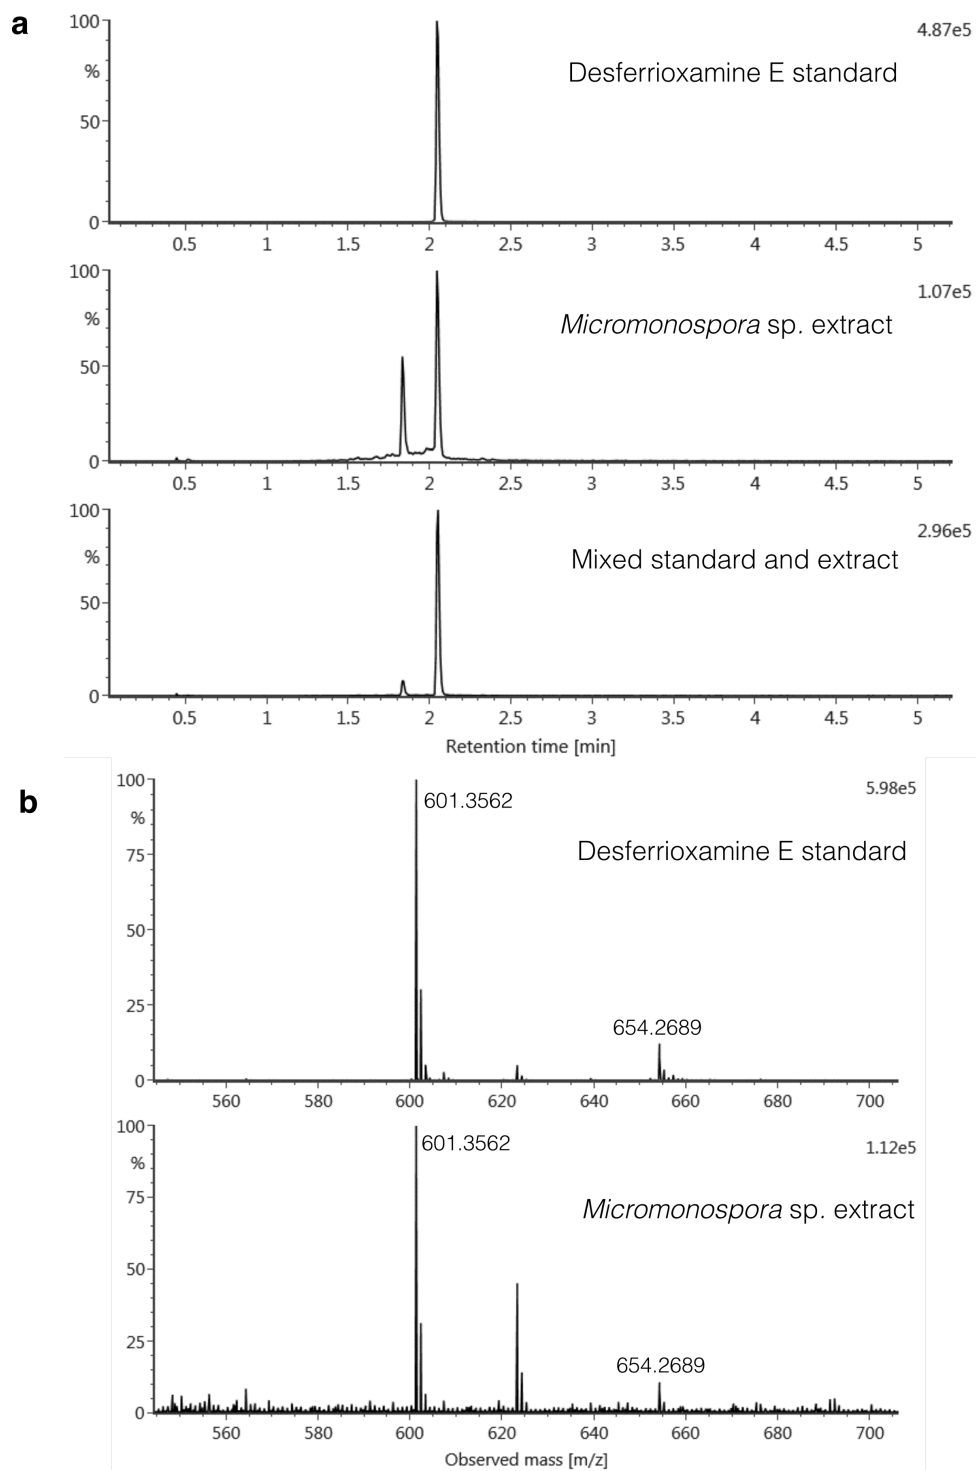 a
100
4.87e5
%
Desferrioxamine E standard
50
0
0.5 1 1.5 2 2.5 3 3.5 4 4.5 5
100
1.07e5
%
Micromonospora sp. extract
50
0
0.5 1 1.5 2 2.5 3 3.5 4 4.5 5
100
2.96e5
%
Mixed standard and extract
50
0
0.5 1 1.5 2 2.5 3 3.5 4 4.5 5
Retention time [min]
b
100
5.98e5
601.3562
%
Desferrioxamine E standard
75
50
25
654.2689
0
560 580 600 620 640 660 680 700
100
601.3562
1.12e5
%
75
Micromonospora sp. extract
50
25
654.2689
0
560 580 600 620 640 660 680 700
Observed mass [m/z]